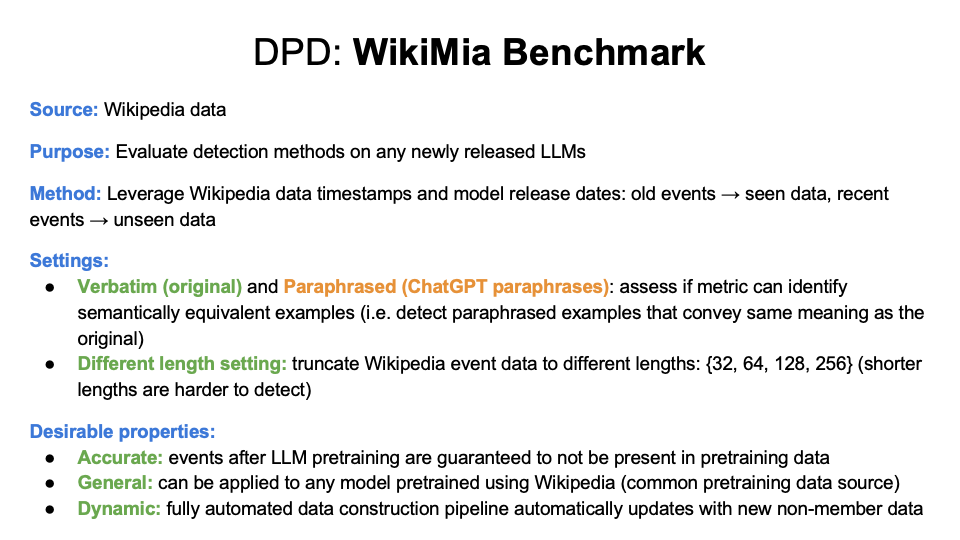 DPD: WikiMia Benchmark
Source: Wikipedia data
Purpose: Evaluate detection methods on any newly released LLMs
Method: Leverage Wikipedia data timestamps and model release dates: old events → seen data, recent
events → unseen data
Settings:
● Verbatim (original) and Paraphrased (ChatGPT paraphrases): assess if metric can identify
semantically equivalent examples (i.e. detect paraphrased examples that convey same meaning as the
original)
● Different length setting: truncate Wikipedia event data to different lengths: {32, 64, 128, 256} (shorter
lengths are harder to detect)
Desirable properties:
● Accurate: events after LLM pretraining are guaranteed to not be present in pretraining data
● General: can be applied to any model pretrained using Wikipedia (common pretraining data source)
● Dynamic: fully automated data construction pipeline automatically updates with new non-member data